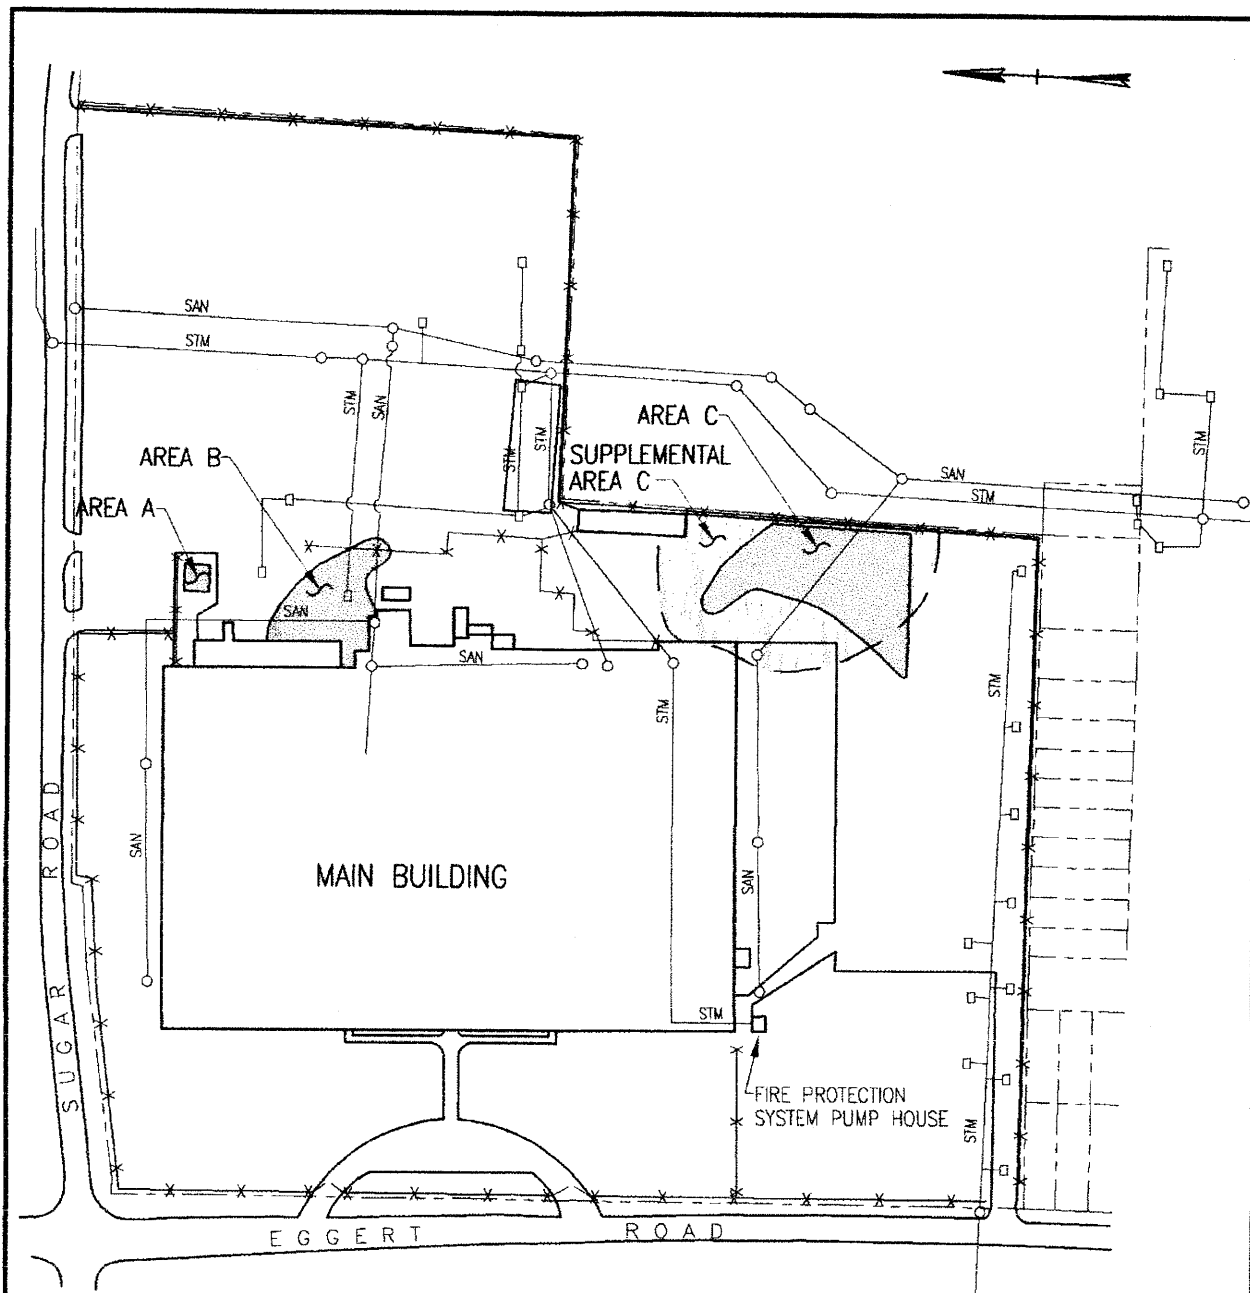 SAN
STM
STM
SAN
AREA C
AREA B
SUPPLEMENTAL
AREA C
STM
STM
SAN
STM
STM
AREA A
SAN
SAN
STM
STM
SUGAR ROAD
SAN
MAIN BUILDING
SAN
STM
FIRE PROTECTION
SYSTEM PUMP HOUSE
STM
EGGERT ROAD